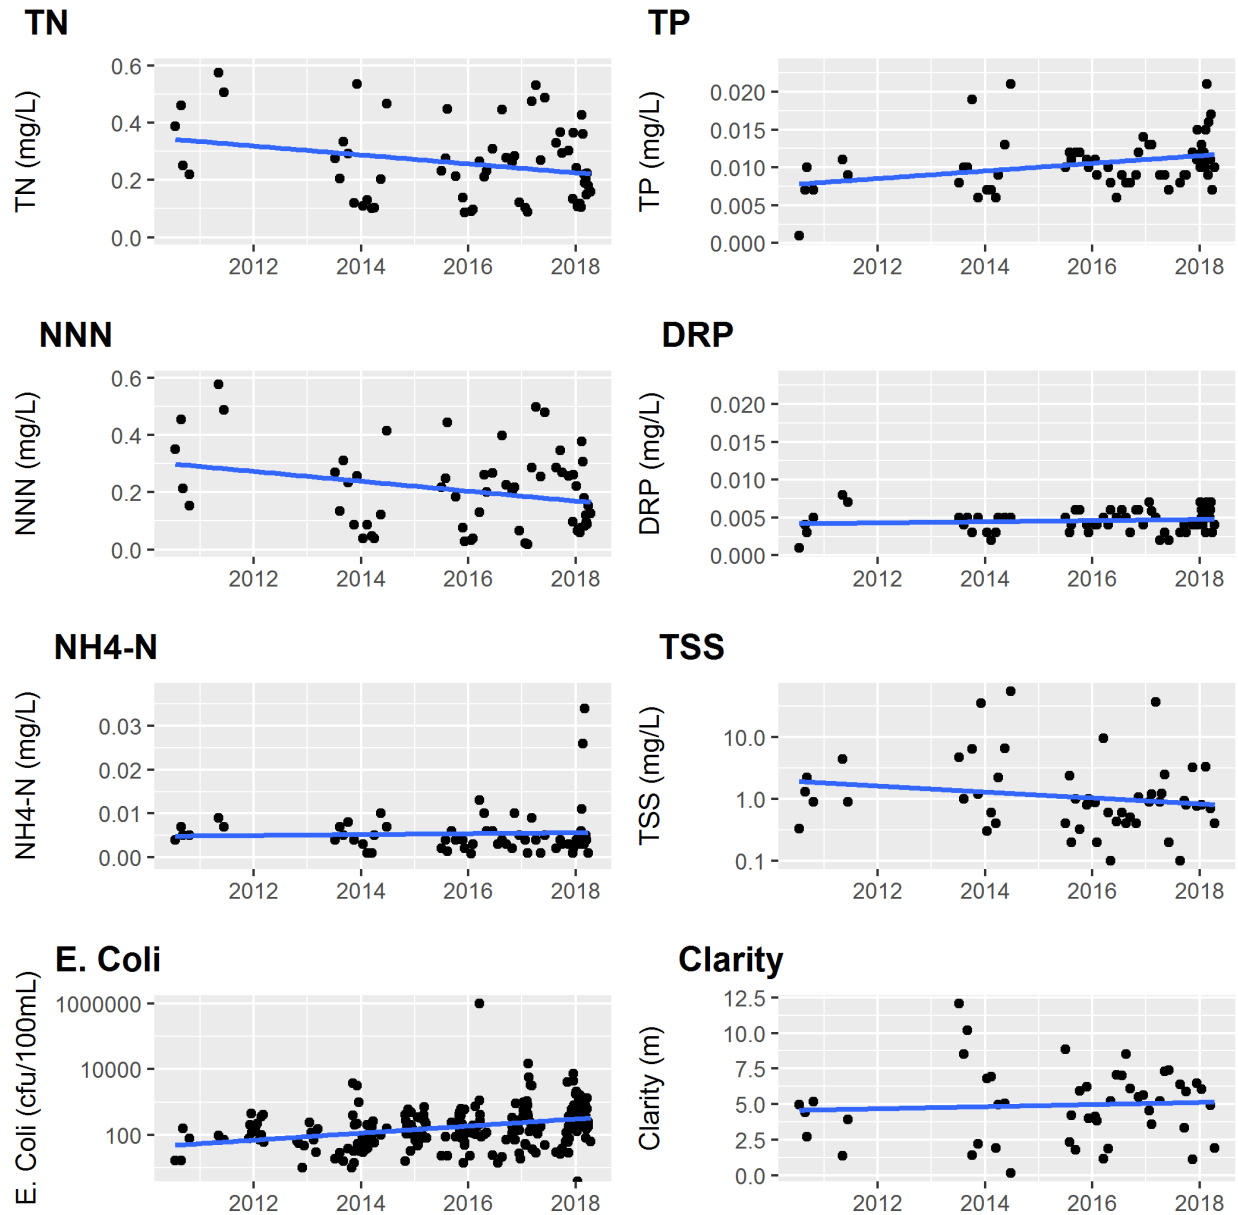 TN
TN (mg/L)
0.6
0.4
0.2
0.0
2012 2014 2016 2018
TP
TP (mg/L)
0.020
0.015
0.010
0.005
0.000
2012 2014 2016 2018
NNN
NNN (mg/L)
0.6
0.4
0.2
0.0
2012 2014 2016 2018
DRP
DRP (mg/L)
0.020
0.015
0.010
0.005
0.000
2012 2014 2016 2018
NH4-N
NH4-N (mg/L)
0.03
0.02
0.01
0.00
2012 2014 2016 2018
TSS
TSS (mg/L)
10.0
1.0
0.1
2012 2014 2016 2018
E. Coli
E. Coli (cfu/100mL)
1000000
10000
100
2012 2014 2016 2018
Clarity
Clarity (m)
12.5
10.0
7.5
5.0
2.5
0.0
2012 2014 2016 2018